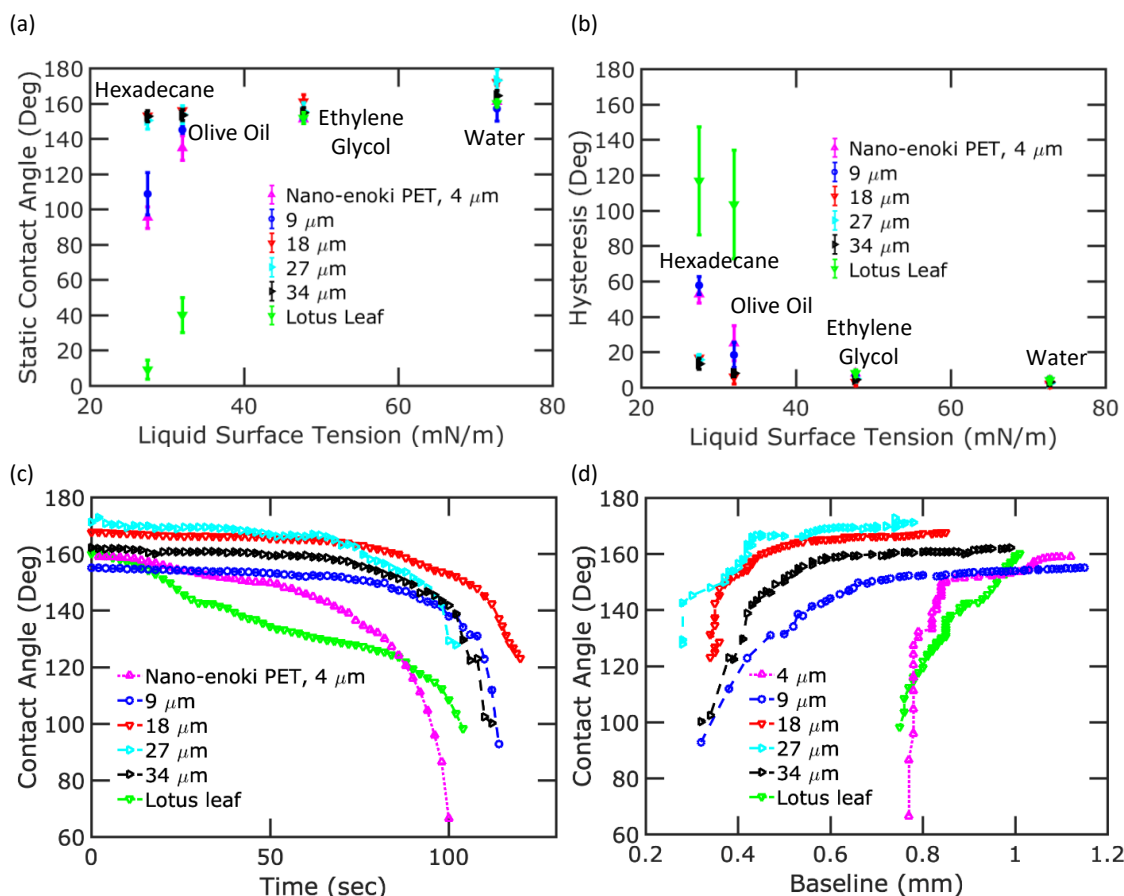 (a)
180
160
140
120
100
80
60
40
20
0
20
40
60
80
Static Contact Angle (Deg)
Liquid Surface Tension (mN/m)
Hexadecane
Olive Oil
Ethylene
Glycol
Water
Nano-enoki PET, 4 μm
9 μm
18 μm
27 μm
34 μm
Lotus Leaf
(b)
180
160
140
120
100
80
60
40
20
0
20
40
60
80
Hysteresis (Deg)
Liquid Surface Tension (mN/m)
Nano-enoki PET, 4 μm
9 μm
18 μm
27 μm
34 μm
Lotus Leaf
Hexadecane
Olive Oil
Ethylene
Glycol
Water
(c)
180
160
140
120
100
80
60
0
50
100
Contact Angle (Deg)
Time (sec)
Nano-enoki PET, 4 μm
9 μm
18 μm
27 μm
34 μm
Lotus leaf
(d)
180
160
140
120
100
80
60
0.2
0.4
0.6
0.8
1
1.2
Contact Angle (Deg)
Baseline (mm)
4 μm
9 μm
18 μm
27 μm
34 μm
Lotus leaf